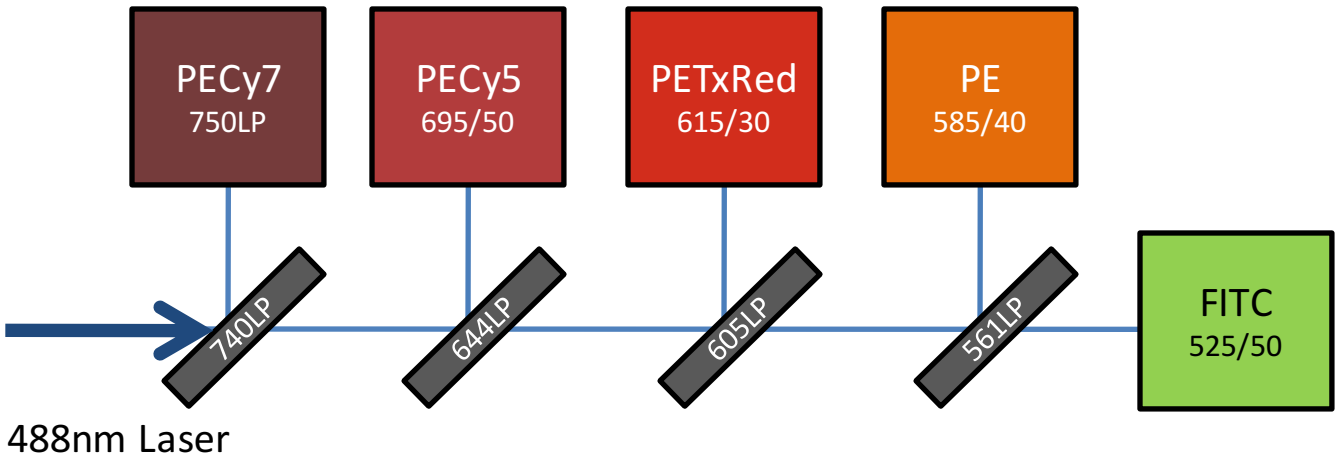 PECy7
750LP
PECy5
695/50
PETxRed
615/30
PE
585/40
740LP
644LP
605LP
561LP
FITC
525/50
488nm Laser